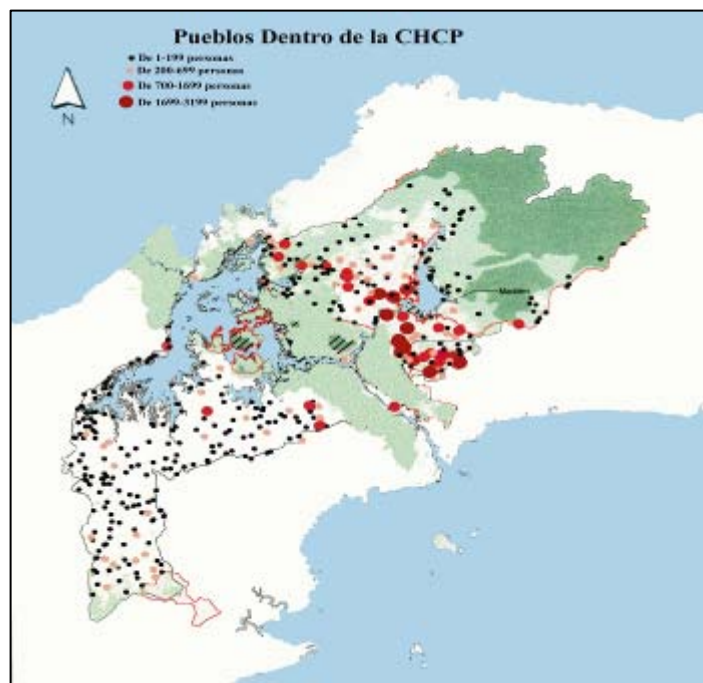 Pueblos Dentro de la CHCP
De 1-199 personas
De 200-699 personas
De 700-1699 personas
De 1699-3199 personas
N
Madden